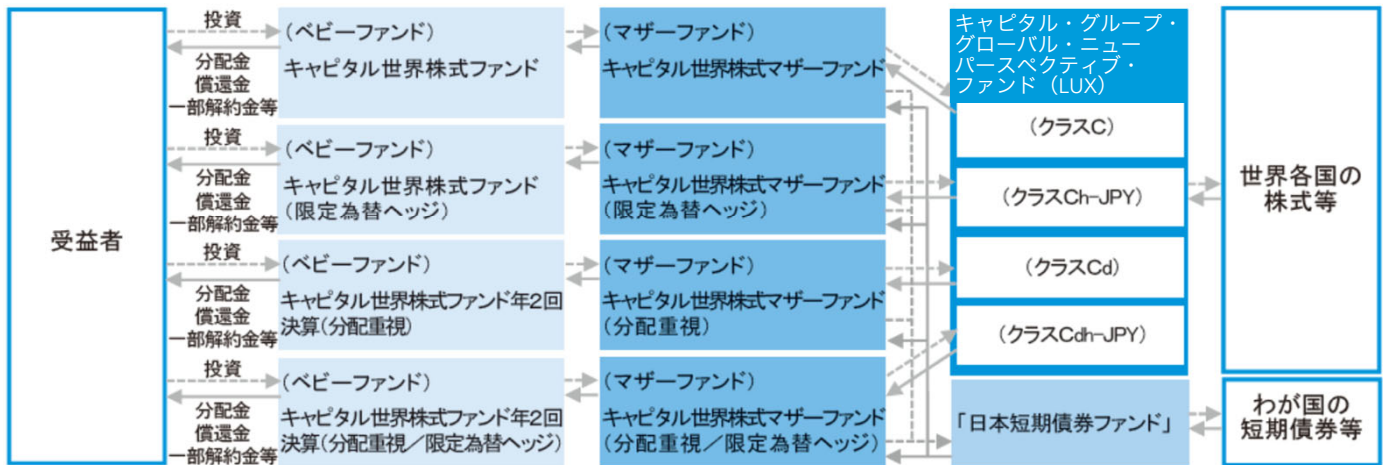 受益者
投資
分配金
償還金
一部解約金等
(ベビーファンド)
キャピタル世界株式ファンド
(マザーファンド)
キャピタル世界株式マザーファンド
投資
分配金
償還金
一部解約金等
(ベビーファンド)
キャピタル世界株式ファンド
(限定為替ヘッジ)
(マザーファンド)
キャピタル世界株式マザーファンド
(限定為替ヘッジ)
投資
分配金
償還金
一部解約金等
(ベビーファンド)
キャピタル世界株式ファンド年2回
決算(分配重視)
(マザーファンド)
キャピタル世界株式マザーファンド
(分配重視)
投資
分配金
償還金
一部解約金等
(ベビーファンド)
キャピタル世界株式ファンド年2回
決算(分配重視/限定為替ヘッジ)
(マザーファンド)
キャピタル世界株式マザーファンド
(分配重視/限定為替ヘッジ)
キャピタル・グループ・
グローバル・ニュー
パースペクティブ・
ファンド(LUX)
(クラスC)
(クラスCh-JPY)
(クラスCd)
(クラスCdh-JPY)
「日本短期債券ファンド」
世界各国の
株式等
わが国の
短期債券等